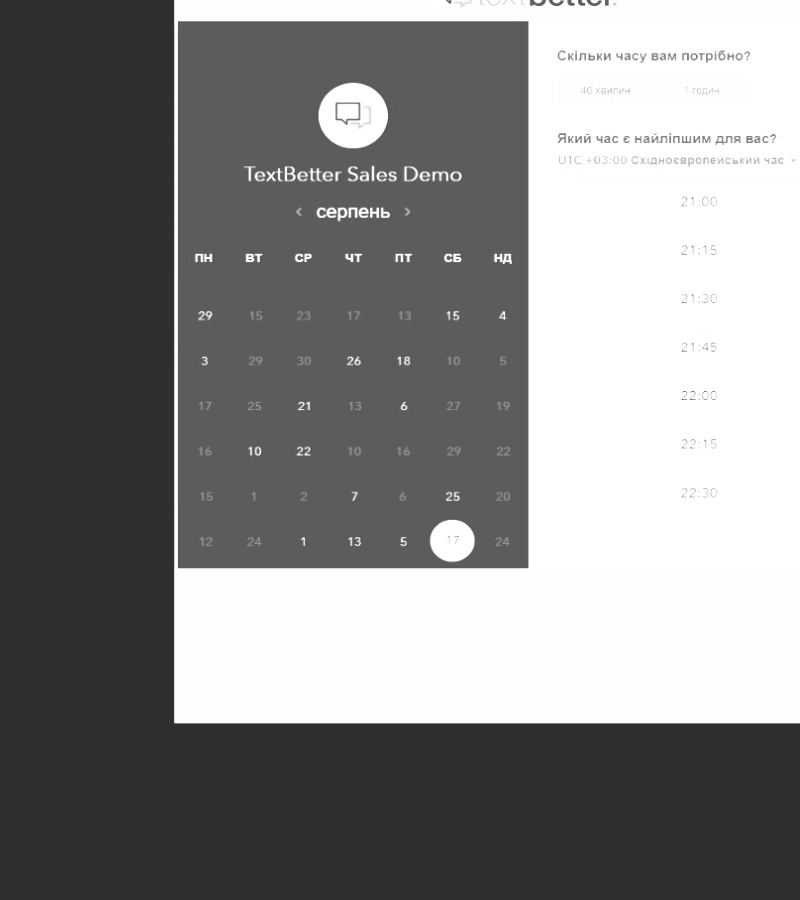 textbetter.
TextBetter Sales Demo
‹ серпень ›
ПН ВТ СР ЧТ ПТ СБ НД
29 15 23 17 13 15 4
3 29 30 26 18 10 5
17 25 21 13 6 27 19
16 10 22 10 16 29 22
15 1 2 7 6 25 20
12 24 1 13 5 17 24
Скільки часу вам потрібно?
40 хвилин 1 годин
Який час є найліпшим для вас?
UTC +03:00 Східноєвропейський час
21:00
21:15
21:30
21:45
22:00
22:15
22:30